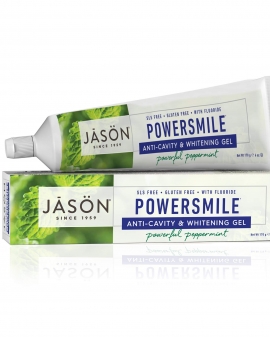 SLS FREE • GLUTEN FREE • WITH FLUORIDE
JĀSÖN
SINCE 1959
POWERSMILE
ANTI-CAVITY & WHITENING GEL
powerful peppermint
SLS FREE • GLUTEN FREE • WITH FLUORIDE
JĀSÖN
SINCE 1959
POWERSMILE
ANTI-CAVITY & WHITENING GEL
powerful peppermint